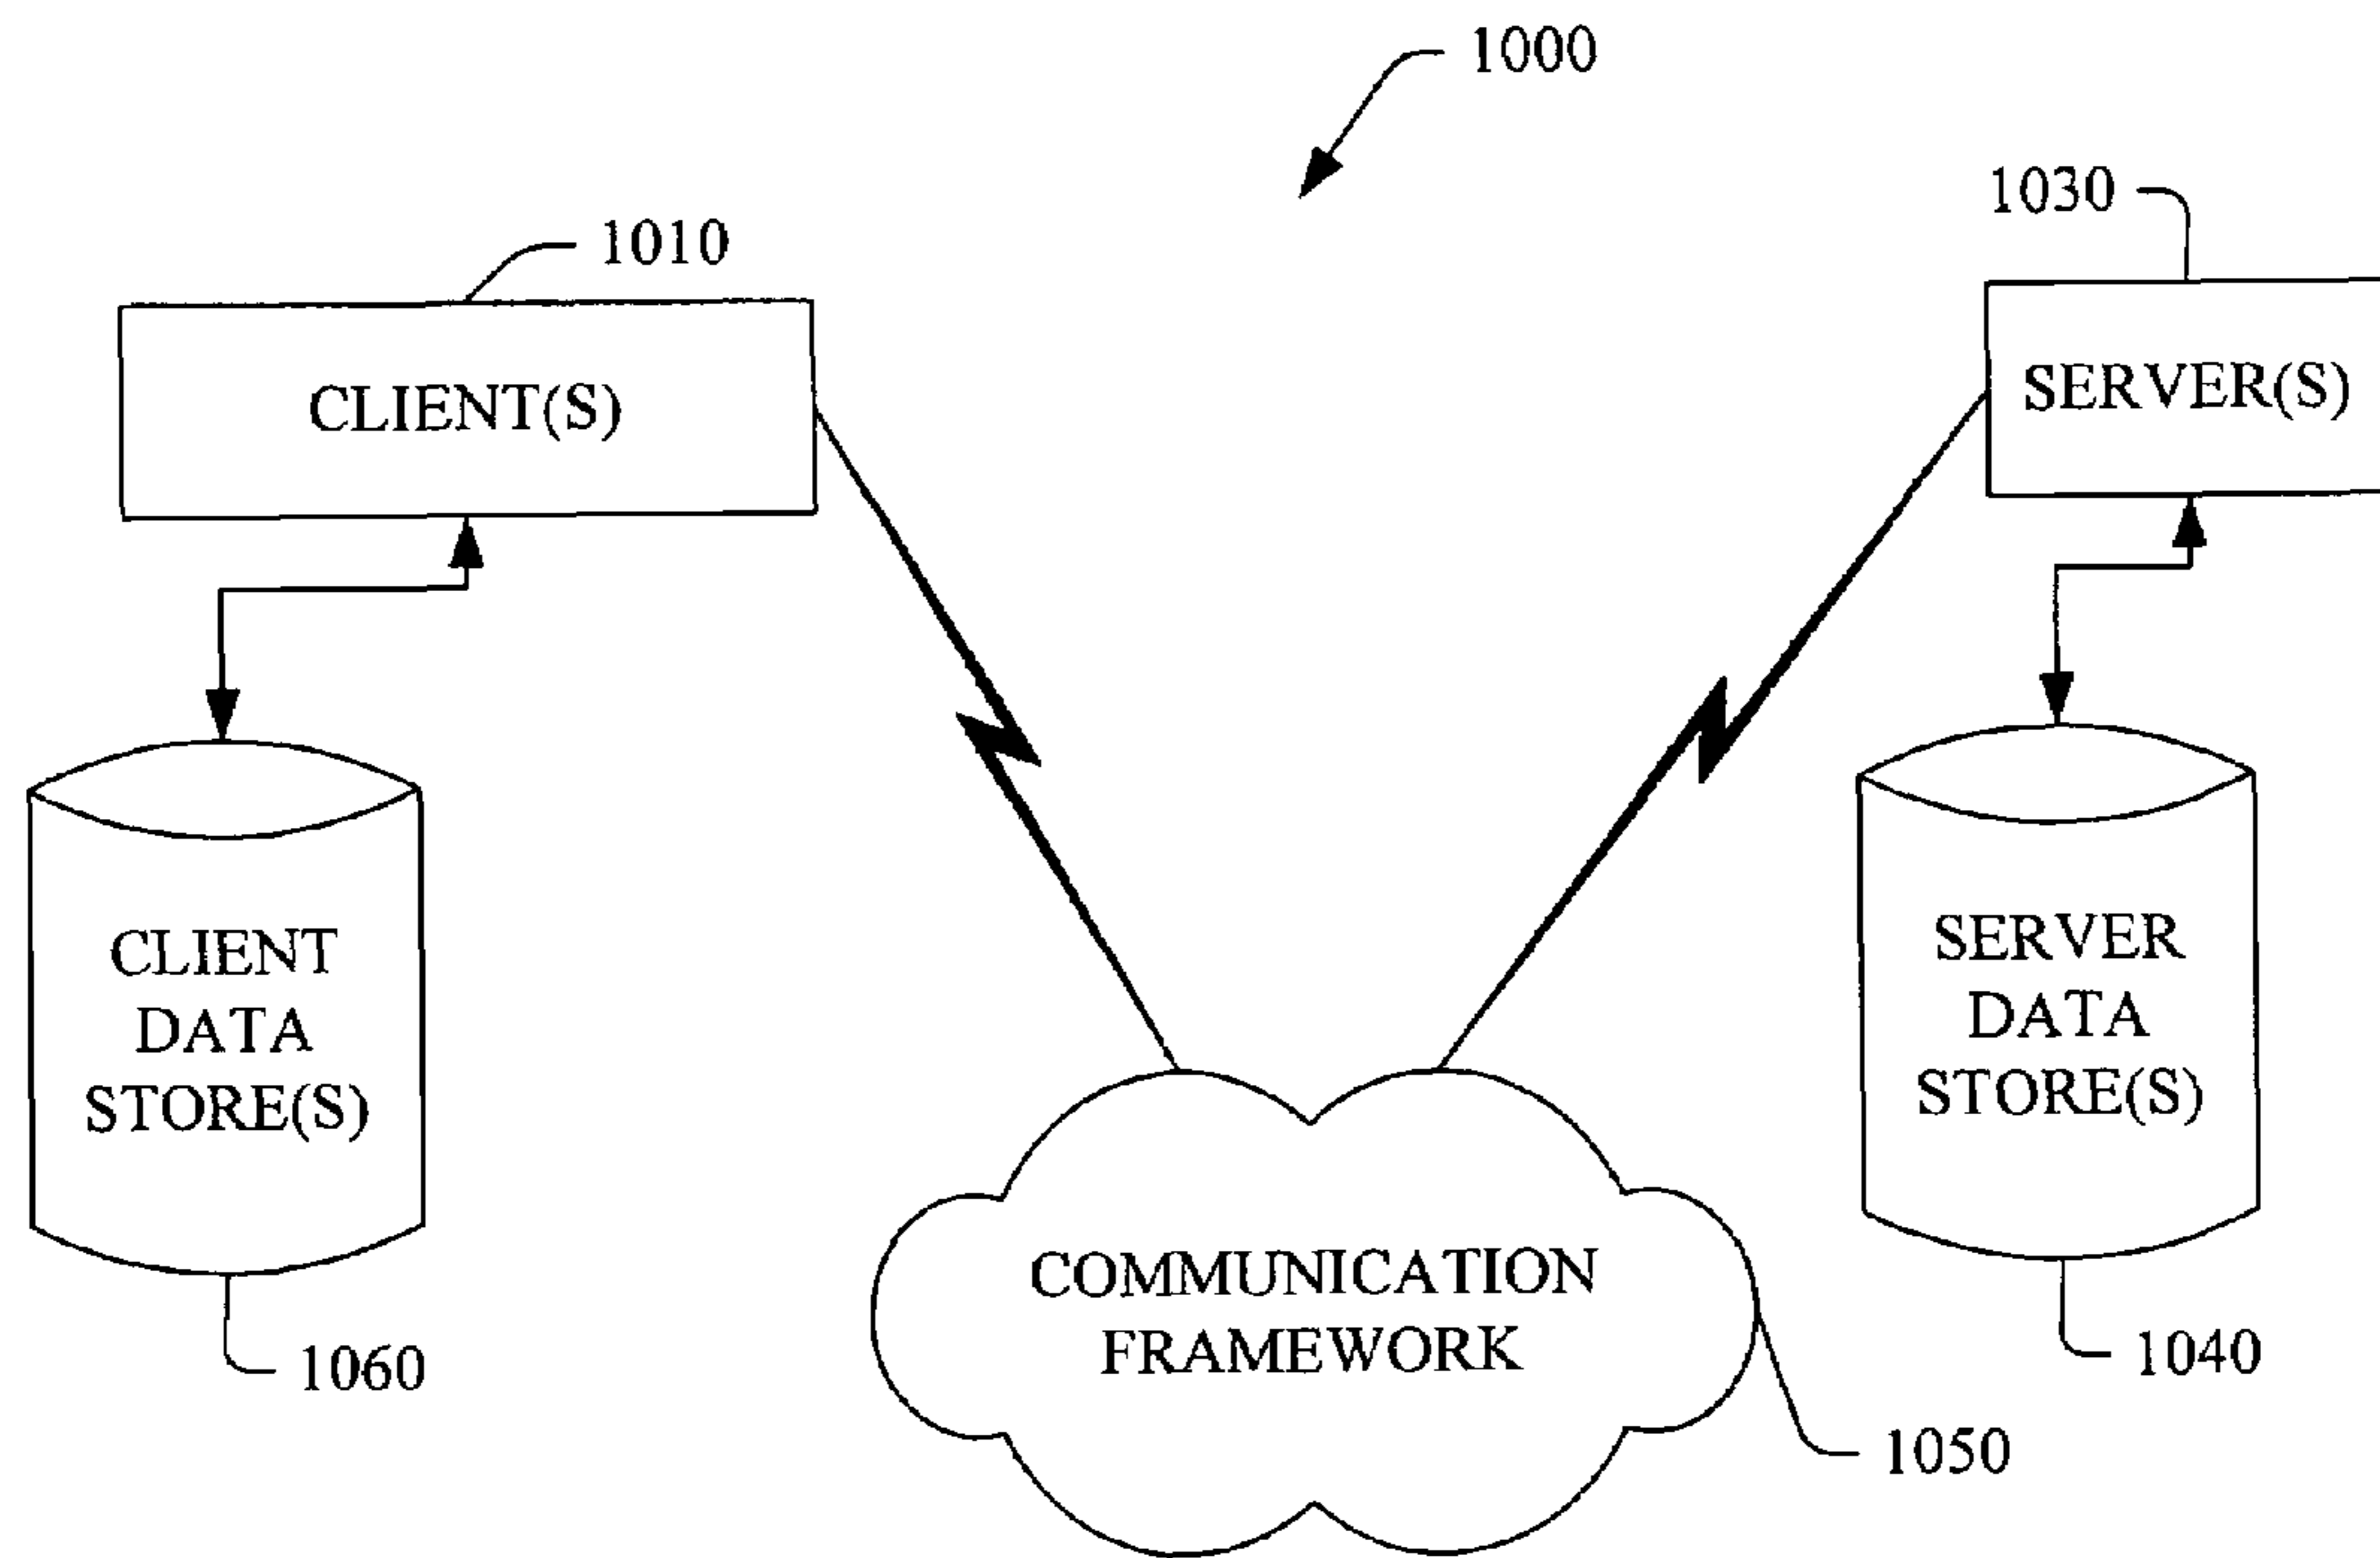 1000
1030
1010
CLIENT(S)
SERVER(S)
CLIENT
DATA
STORE(S)
SERVER
DATA
STORE(S)
COMMUNICATION
FRAMEWORK
1060
1040
1050